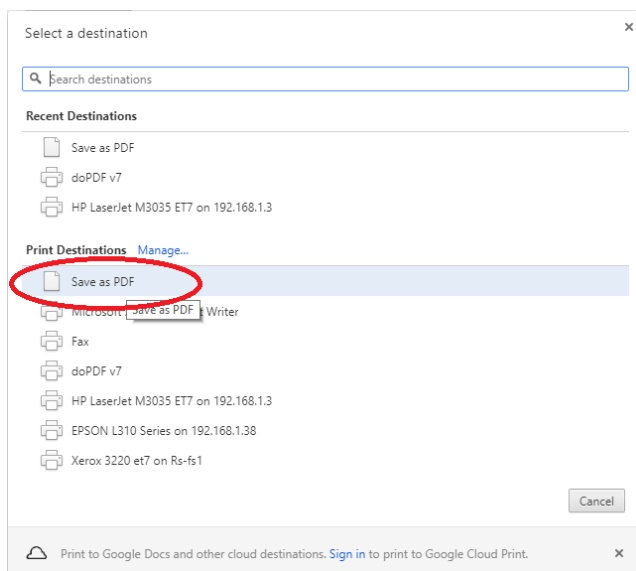 Select a destination
Search destinations
Recent Destinations
Save as PDF
doPDF v7
HP LaserJet M3035 ET7 on 192.168.1.3
Print Destinations Manage...
Save as PDF
Microsoft Writer
Save as PDF
Fax
doPDF v7
HP LaserJet M3035 ET7 on 192.168.1.3
EPSON L310 Series on 192.168.1.38
Xerox 3220 et7 on Rs-fs1
Cancel
Print to Google Docs and other cloud destinations. Sign in to print to Google Cloud Print.